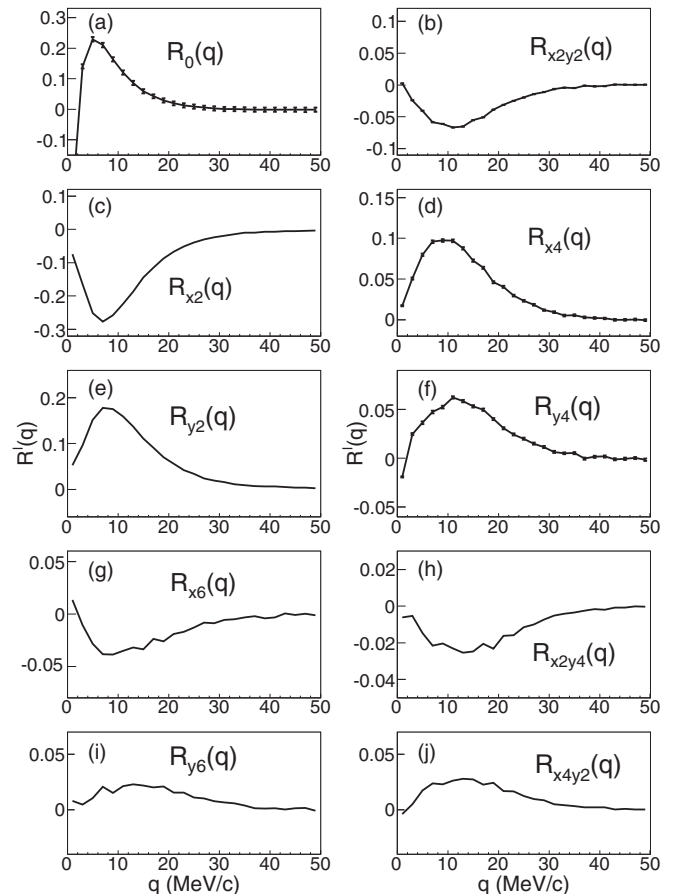 (a)
R0(q)
0.3
0.2
0.1
0
-0.1
0 10 20 30 40 50
(b)
Rx2y2(q)
0.1
0.05
0
-0.05
-0.1
0 10 20 30 40 50
(c)
Rx2(q)
0.1
0
-0.1
-0.2
-0.3
0 10 20 30 40 50
(d)
Rx4(q)
0.15
0.1
0.05
0
0 10 20 30 40 50
(e)
Ry2(q)
0.2
0.1
0
Rl(q)
0 10 20 30 40 50
(f)
Ry4(q)
0.05
0
-0.05
Rl(q)
0 10 20 30 40 50
(g)
Rx6(q)
0.05
0
-0.05
0 10 20 30 40 50
(h)
Rx2y4(q)
0.02
0
-0.02
-0.04
0 10 20 30 40 50
(i)
Ry6(q)
0.05
0
0 10 20 30 40 50
q (MeV/c)
(j)
Rx4y2(q)
0.05
0
0 10 20 30 40 50
q (MeV/c)